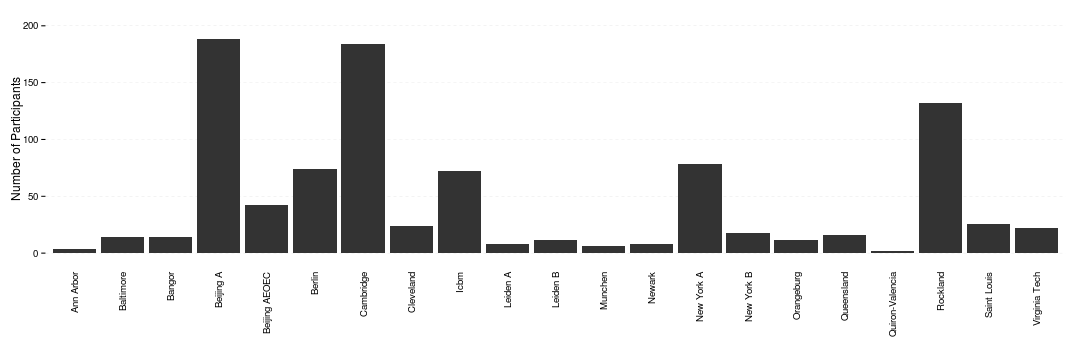 Number of Participants
200
150
100
50
0
Ann Arbor
Baltimore
Bangor
Beijing A
Beijing AEOEC
Berlin
Cambridge
Cleveland
Icbm
Leiden A
Leiden B
Munchen
Newark
New York A
New York B
Orangeburg
Queensland
Quiron-Valencia
Rockland
Saint Louis
Virginia Tech